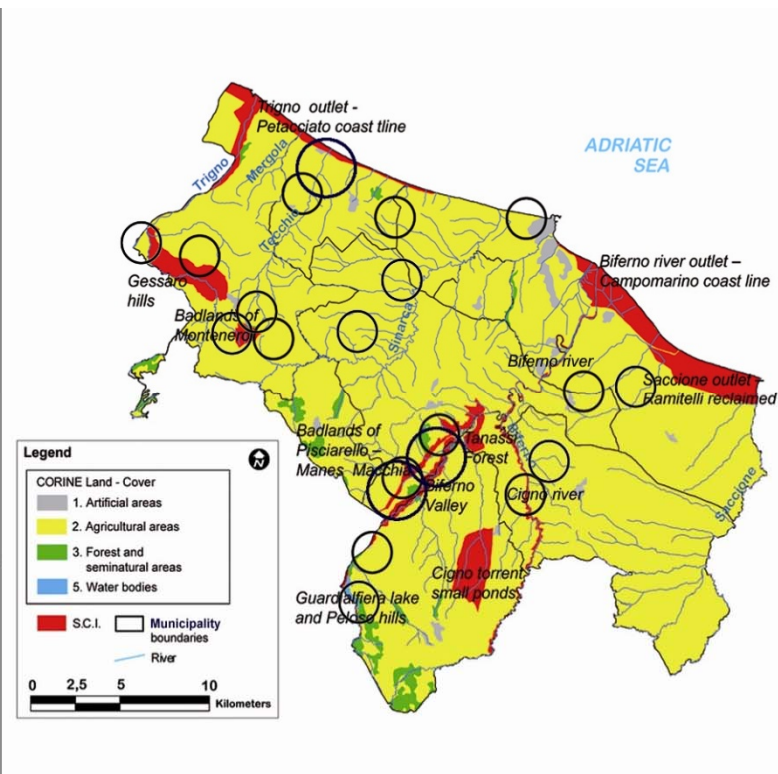 Trigno outlet -
Petacciato coast tline
ADRIATIC
SEA
Mergola
Trigno
Tecchio
Gessaro
hills
Biferno river outlet –
Campomarino coast line
Badlands of
Montenero
Sinarca
Biferno river
Saccione outlet –
Ramitelli reclaimed
Badlands of
Pisciarello –
Manes Macchia
Tanassi
Forest
Biferno
Valley
Cigno river
Saccione
Cigno torrent
small ponds
Guardialfiera lake
and Peloso hills
Legend
N
CORINE Land - Cover
1. Artificial areas
2. Agricultural areas
3. Forest and
seminatural areas
5. Water bodies
S.C.I.
Municipality
boundaries
River
0 2,5 5 10
Kilometers